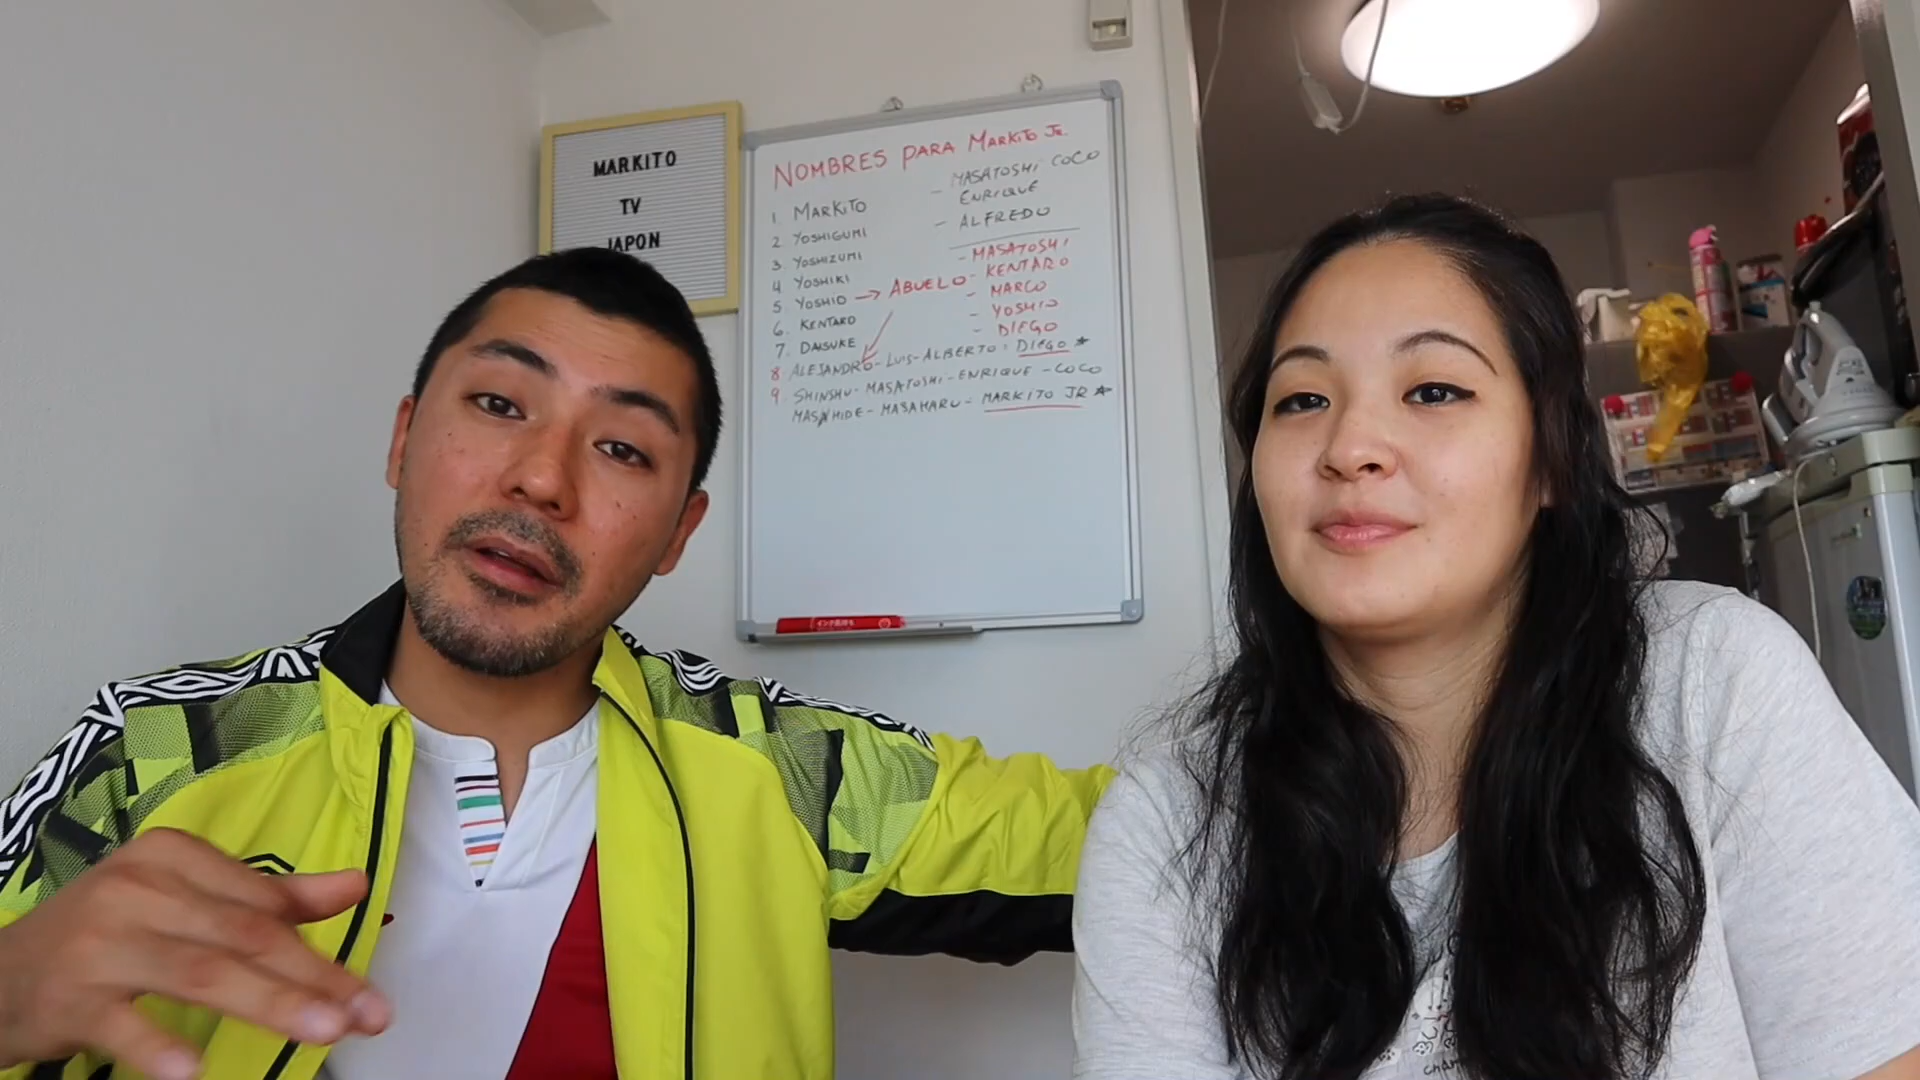 MARKITO
TV
JAPON
NOMBRES PARA MARKITO JR.
1. MARKITO
2. YOSHIGUMI
3. YOSHIZUMI
4 YOSHIKI
5. YOSHIO → ABUELO
6. KENTARO
7. DAISUKE
8. ALEJANDRO - LUIS - ALBERTO : DIEGO ★
9. SHINSHU - MASATOSHI - ENRIQUE - COCO
MASAHIDE - MASAHARU - MARKITO JR ★
- MASATOSHI COCO
ENRIQUE
- ALFREDO
- MASATOSHI
- KENTARO
- MARCO
- YOSHIO
- DIEGO